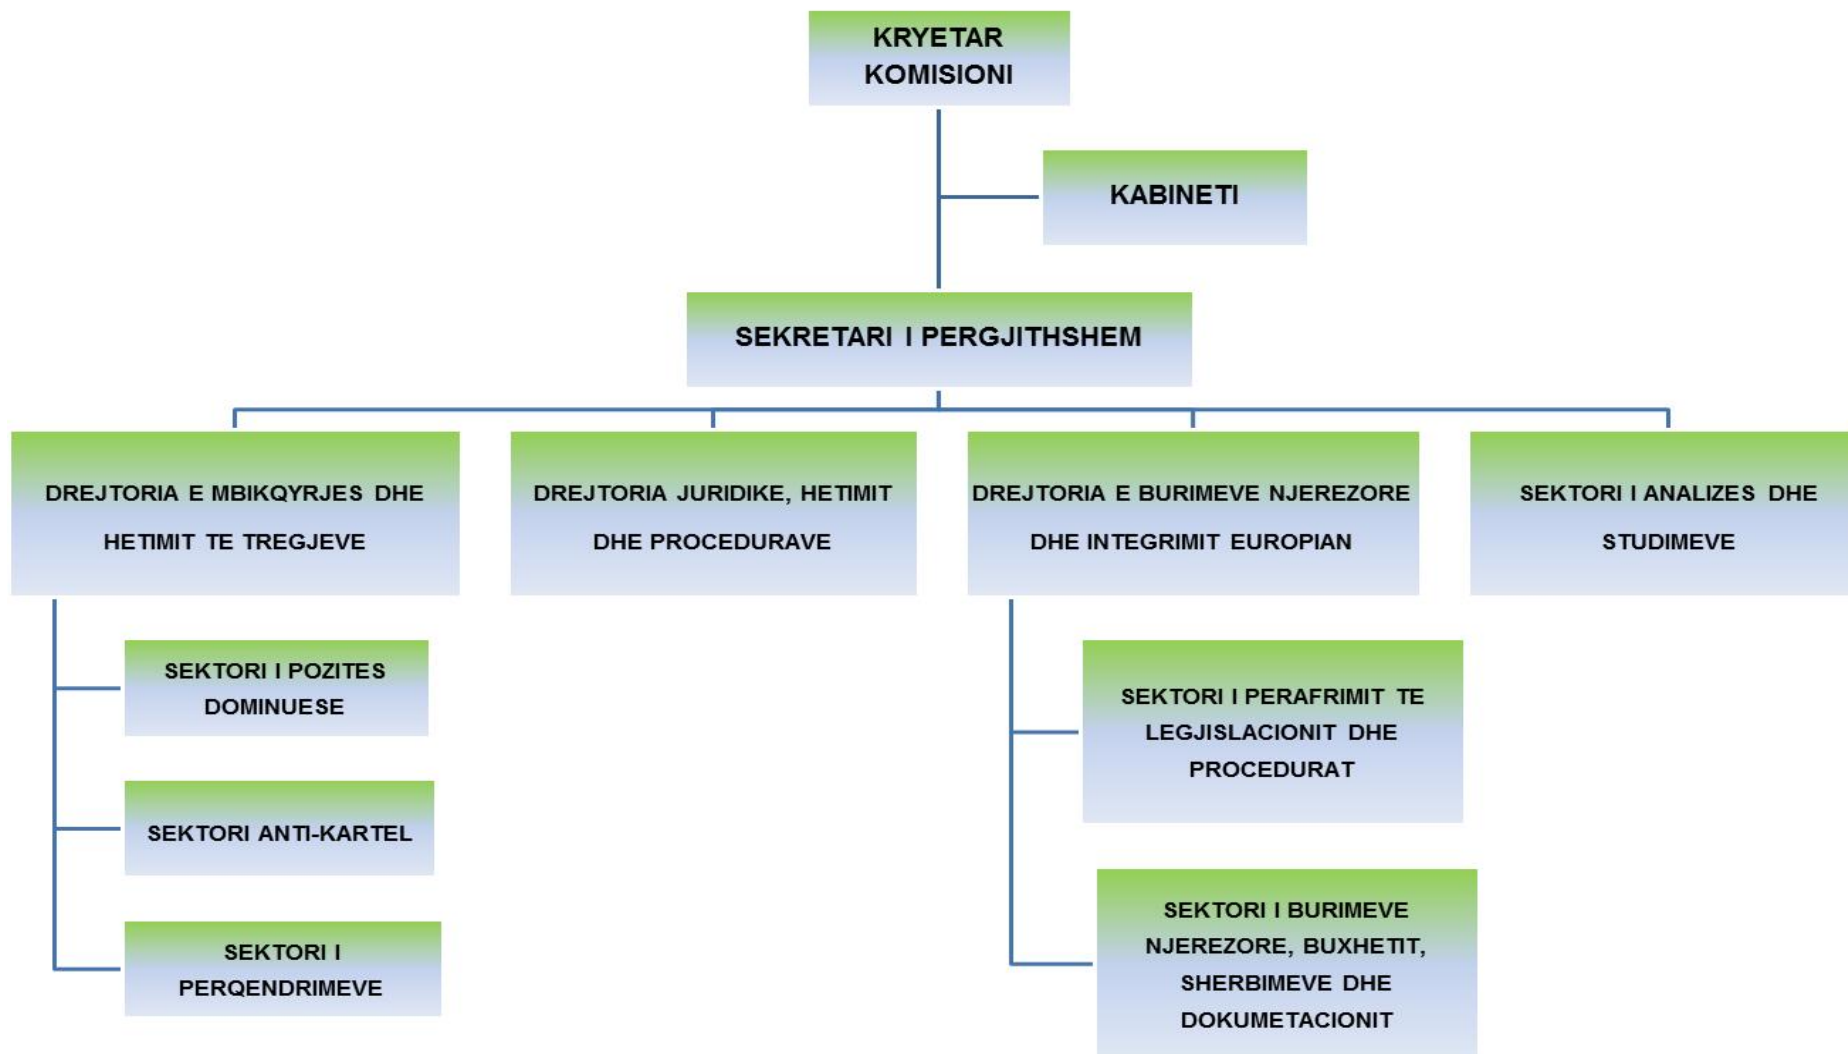 KRYETAR
KOMISIONI
KABINETI
SEKRETARI I PERGJITHSHEM
DREJTORIA E MBIKQYRJES DHE
HETIMIT TE TREGJEVE
DREJTORIA JURIDIKE, HETIMIT
DHE PROCEDURAVE
DREJTORIA E BURIMEVE NJEREZORE
DHE INTEGRIMIT EUROPIAN
SEKTORI I ANALIZES DHE
STUDIMEVE
SEKTORI I POZITES
DOMINUESE
SEKTORI ANTI-KARTEL
SEKTORI I
PERQENDRIMEVE
SEKTORI I PERAFRIMIT TE
LEGJISLACIONIT DHE
PROCEDURAT
SEKTORI I BURIMEVE
NJEREZORE, BUXHETIT,
SHERBIMEVE DHE
DOKUMETACIONIT